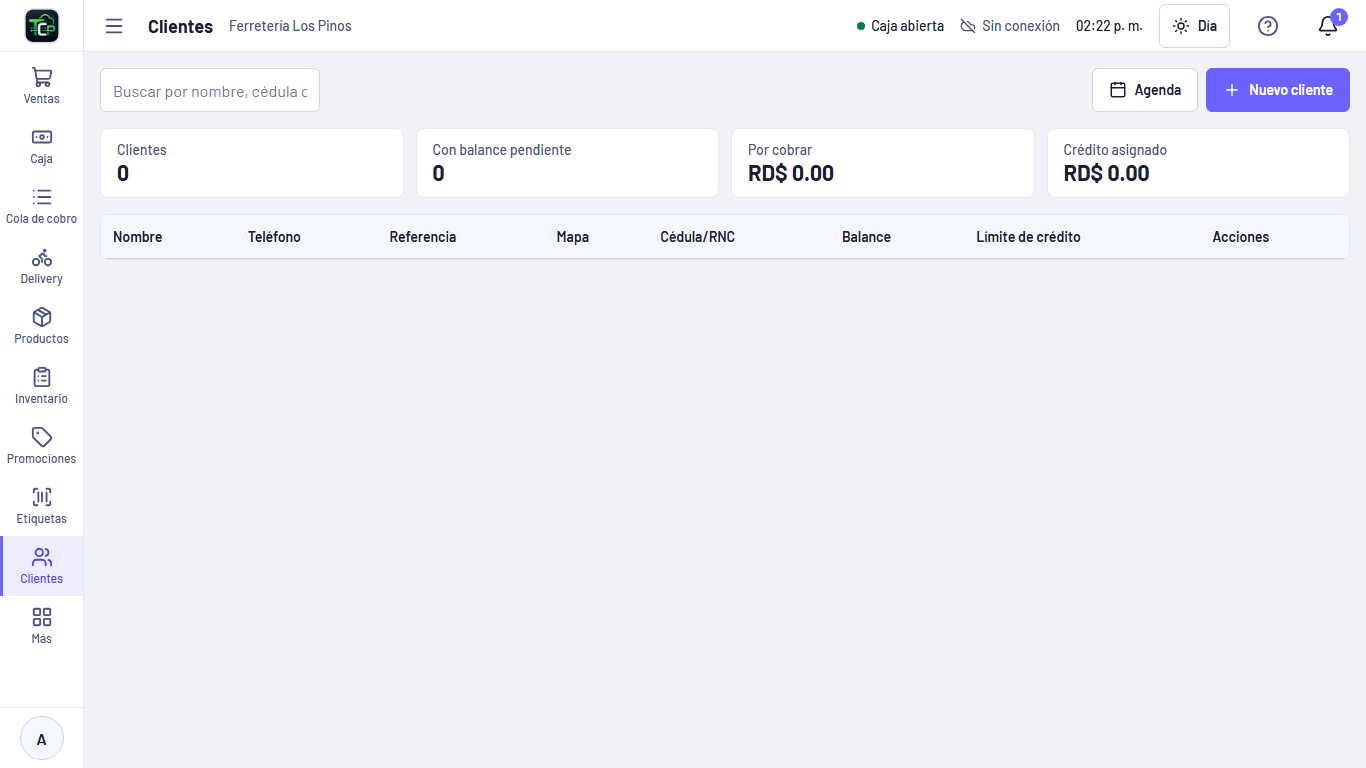 TCP
Clientes
Ferretería Los Pinos
Caja abierta
Sin conexión
02:22 p. m.
Día
1
Ventas
Caja
Cola de cobro
Delivery
Productos
Inventario
Promociones
Etiquetas
Clientes
Más
A
Buscar por nombre, cédula c
Agenda
Nuevo cliente
Clientes
0
Con balance pendiente
0
Por cobrar
RD$ 0.00
Crédito asignado
RD$ 0.00
Nombre Teléfono Referencia Mapa Cédula/RNC Balance Límite de crédito Acciones